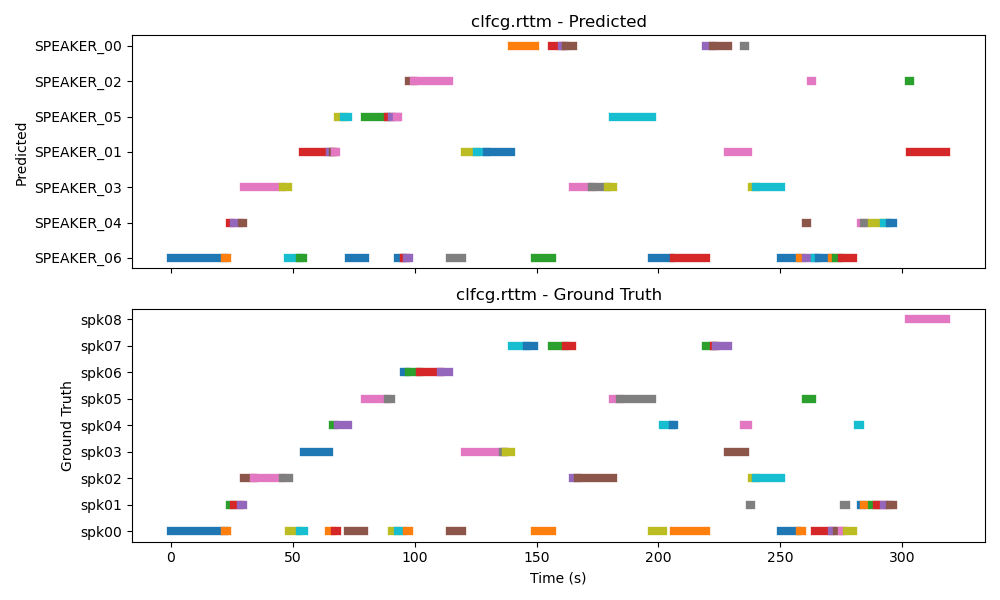 clfcg.rttm - Predicted
SPEAKER_00
SPEAKER_02
SPEAKER_05
SPEAKER_01
SPEAKER_03
SPEAKER_04
SPEAKER_06
Predicted
clfcg.rttm - Ground Truth
spk08
spk07
spk06
spk05
spk04
spk03
spk02
spk01
spk00
Ground Truth
0 50 100 150 200 250 300
Time (s)